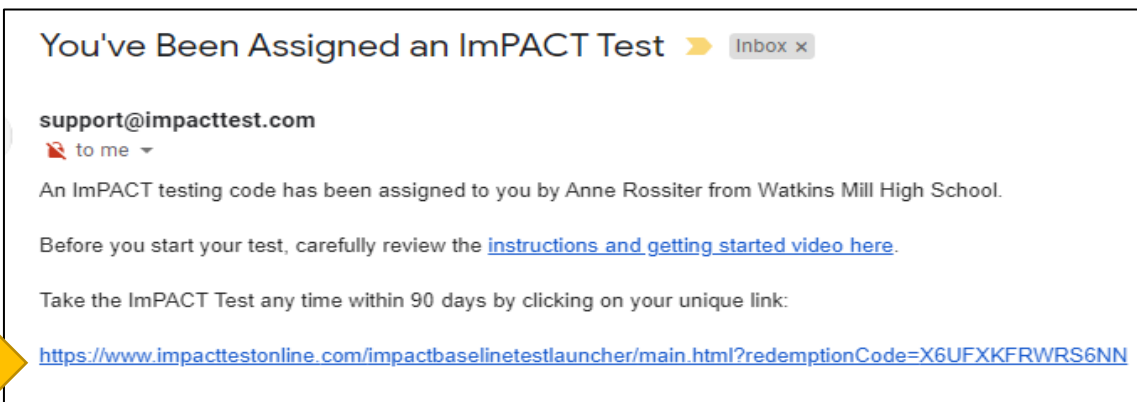 You've Been Assigned an ImPACT Test Inbox x
support@impacttest.com
to me
An ImPACT testing code has been assigned to you by Anne Rossiter from Watkins Mill High School.
Before you start your test, carefully review the instructions and getting started video here.
Take the ImPACT Test any time within 90 days by clicking on your unique link:
https://www.impacttestonline.com/impactbaselinetestlauncher/main.html?redemptionCode=X6UFXKFRWRS6NN